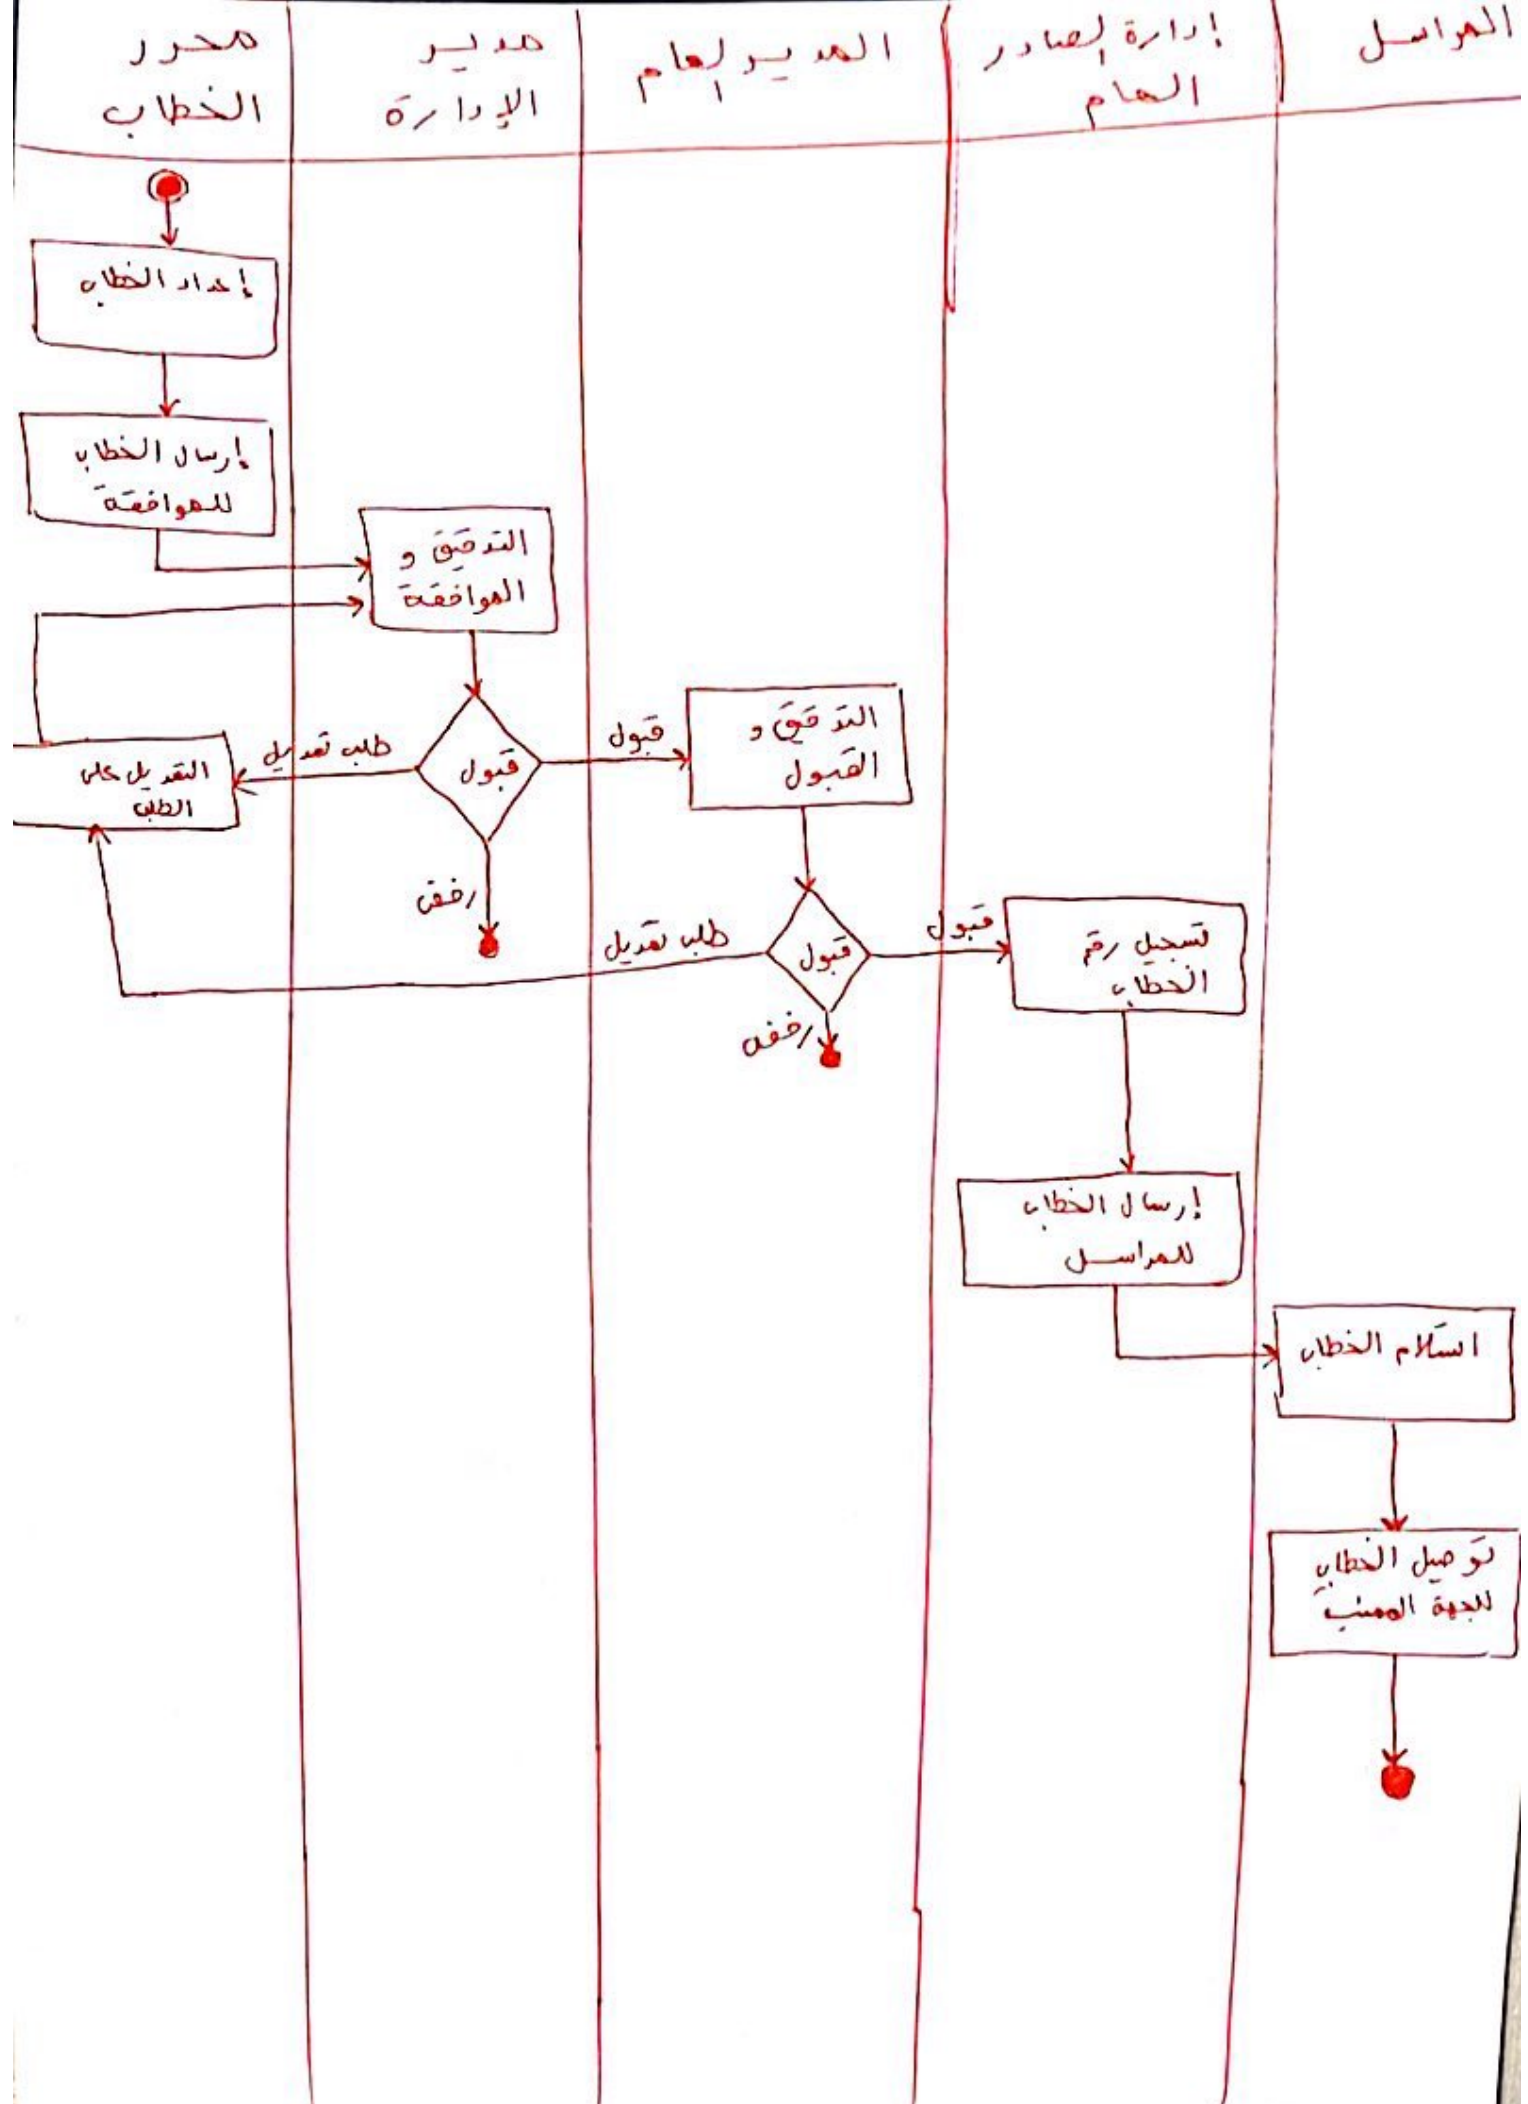 محرر
الخطاب
مدير
الإدارة
المدير العام
إدارة الصادر
العام
المراسل
إعداد الخطاب
إرسال الخطاب
للموافقة
التدقيق و
الموافقة
قبول
طلب تعديل
قبول
التعديل على
الطلب
رفض
التدقيق و
القبول
قبول
طلب تعديل
قبول
رفض
تسجيل رقم
الخطاب
إرسال الخطاب
للمراسل
استلام الخطاب
توصيل الخطاب
للجهة